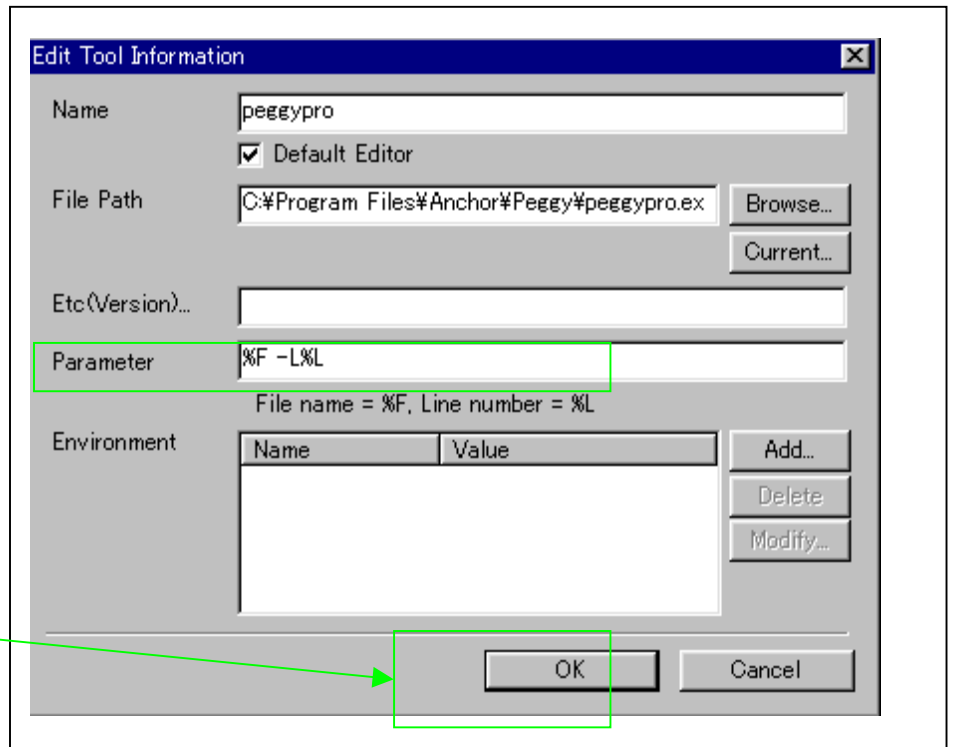 Edit Tool Information
Name peggypro
Default Editor
File Path C:¥Program Files¥Anchor¥Peggy¥peggypro.ex Browse...
Current...
Etc(Version)...
Parameter %F -L%L
File name = %F, Line number = %L
Environment Name Value Add...
Delete
Modify...
OK Cancel